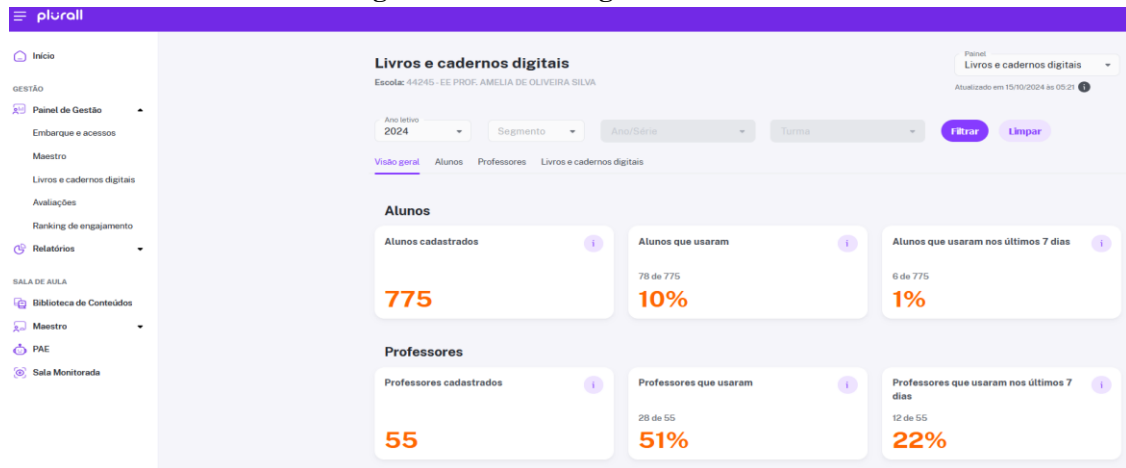 plurall
Início
GESTÃO
Painel de Gestão
Embarque e acessos
Maestro
Livros e cadernos digitais
Avaliações
Ranking de engajamento
Relatórios
SALA DE AULA
Biblioteca de Conteúdos
Maestro
PAE
Sala Monitorada
Livros e cadernos digitais
Escola: 44245 - EE PROF. AMELIA DE OLIVEIRA SILVA
Painel
Livros e cadernos digitais
Atualizado em 15/10/2024 às 05:21 i
Ano letivo
2024 Segmento Ano/Série Turma Filtrar Limpar
Visão geral Alunos Professores Livros e cadernos digitais
Alunos
Alunos cadastrados i
775
Alunos que usaram i
78 de 775
10%
Alunos que usaram nos últimos 7 dias i
6 de 775
1%
Professores
Professores cadastrados i
55
Professores que usaram i
28 de 55
51%
Professores que usaram nos últimos 7 i
dias
12 de 55
22%